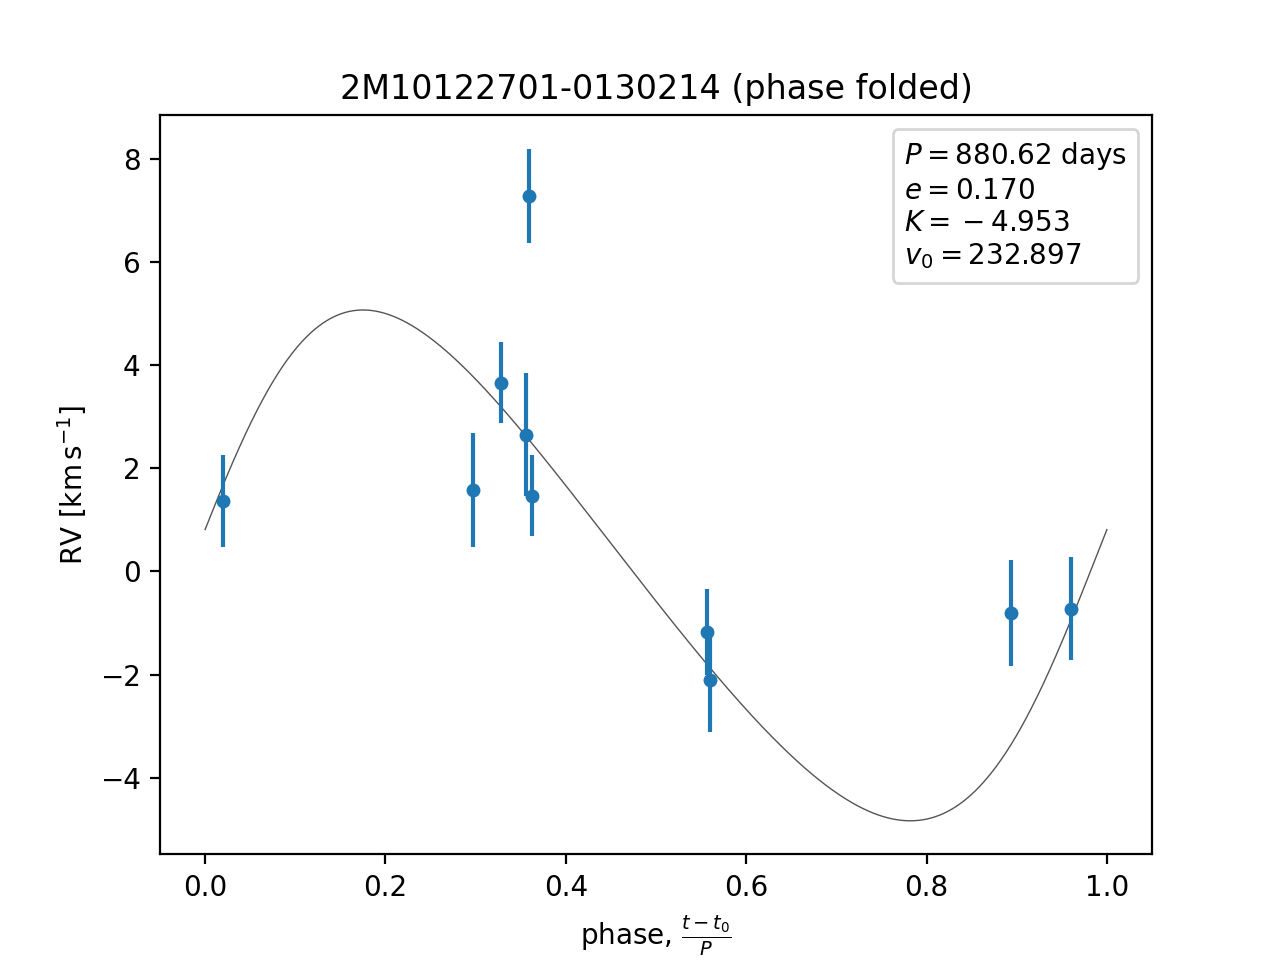 2M10122701-0130214 (phase folded)
P = 880.62 days
e = 0.170
K = −4.953
v₀ = 232.897
RV [km s⁻¹]
8
6
4
2
0
−2
−4
0.0 0.2 0.4 0.6 0.8 1.0
phase, (t − t₀)/P